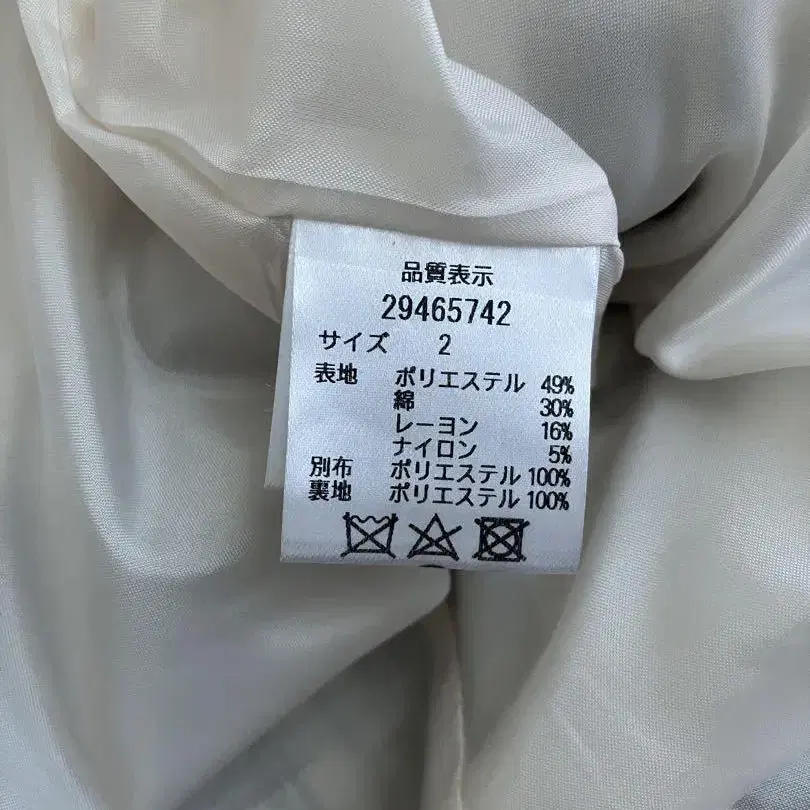 品質表示
29465742
サイズ 2
表地 ポリエステル 49%
綿 30%
レーヨン 16%
ナイロン 5%
別布 ポリエステル 100%
裏地 ポリエステル 100%